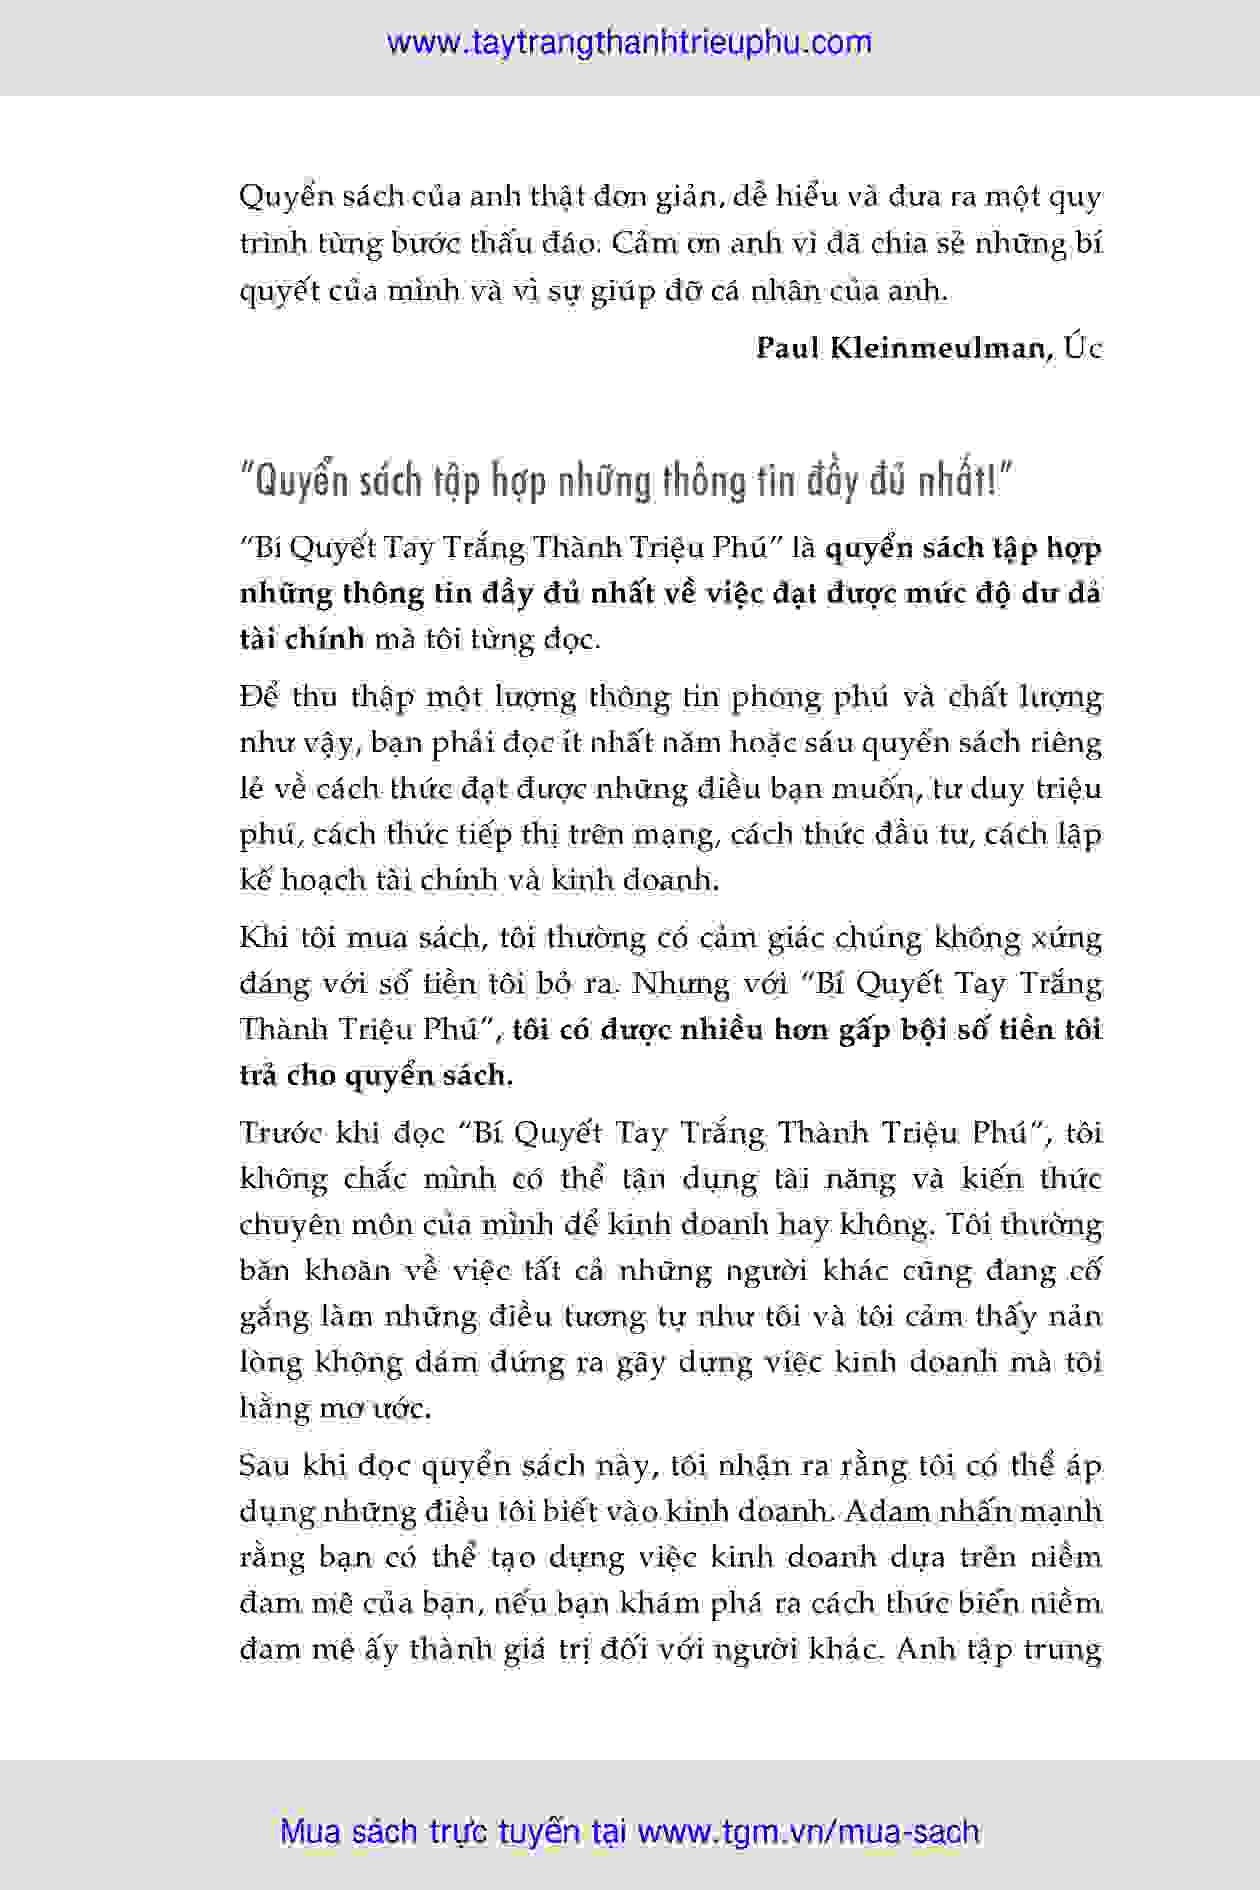 www.taytrangthanhtrieuphu.com
Quyển sách của anh thật đơn giản, dễ hiểu và đưa ra một quy
trình từng bước thấu đáo. Cảm ơn anh vì đã chia sẻ những bí
quyết của mình và vì sự giúp đỡ cá nhân của anh.
Paul Kleinmeulman, Úc
"Quyển sách tập hợp những thông tin đầy đủ nhất!"
“Bí Quyết Tay Trắng Thành Triệu Phú” là quyển sách tập hợp
những thông tin đầy đủ nhất về việc đạt được mức độ dư dả
tài chính mà tôi từng đọc.
Để thu thập một lượng thông tin phong phú và chất lượng
như vậy, bạn phải đọc ít nhất năm hoặc sáu quyển sách riêng
lẻ về cách thức đạt được những điều bạn muốn, tư duy triệu
phú, cách thức tiếp thị trên mạng, cách thức đầu tư, cách lập
kế hoạch tài chính và kinh doanh.
Khi tôi mua sách, tôi thường có cảm giác chúng không xứng
đáng với số tiền tôi bỏ ra. Nhưng với “Bí Quyết Tay Trắng
Thành Triệu Phú”, tôi có được nhiều hơn gấp bội số tiền tôi
trả cho quyển sách.
Trước khi đọc “Bí Quyết Tay Trắng Thành Triệu Phú”, tôi
không chắc mình có thể tận dụng tài năng và kiến thức
chuyên môn của mình để kinh doanh hay không. Tôi thường
băn khoăn về việc tất cả những người khác cũng đang cố
gắng làm những điều tương tự như tôi và tôi cảm thấy nản
lòng không dám đứng ra gây dựng việc kinh doanh mà tôi
hằng mơ ước.
Sau khi đọc quyển sách này, tôi nhận ra rằng tôi có thể áp
dụng những điều tôi biết vào kinh doanh. Adam nhấn mạnh
rằng bạn có thể tạo dựng việc kinh doanh dựa trên niềm
đam mê của bạn, nếu bạn khám phá ra cách thức biến niềm
đam mê ấy thành giá trị đối với người khác. Anh tập trung
Mua sách trực tuyến tại www.tgm.vn/mua-sach